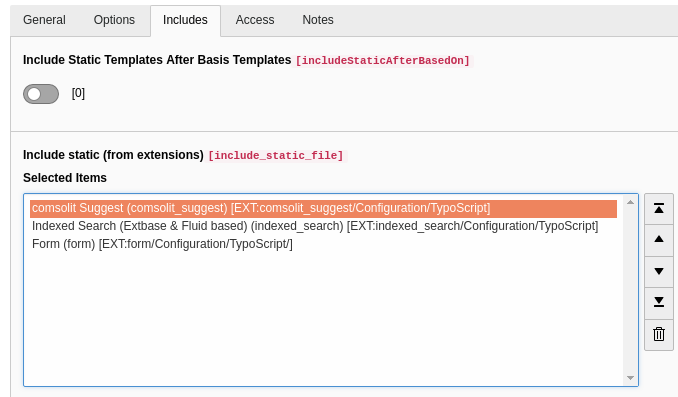 General Options Includes Access Notes
Include Static Templates After Basis Templates [includeStaticAfterBasedOn]
[0]
Include static (from extensions) [include_static_file]
Selected Items
comsolit Suggest (comsolit_suggest) [EXT:comsolit_suggest/Configuration/TypoScript]
Indexed Search (Extbase & Fluid based) (indexed_search) [EXT:indexed_search/Configuration/TypoScript]
Form (form) [EXT:form/Configuration/TypoScript/]